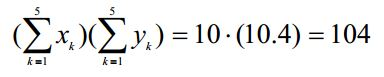 (∑_{k=1}^{5} x_k)(∑_{k=1}^{5} y_k) = 10 · (10.4) = 104